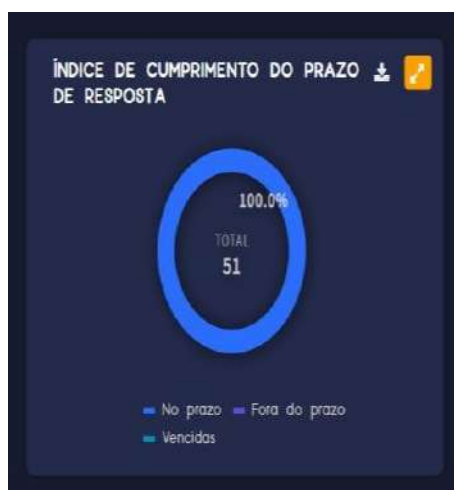 ÍNDICE DE CUMPRIMENTO DO PRAZO
DE RESPOSTA
100.0%
TOTAL
51
No prazo Fora do prazo
Vencidas